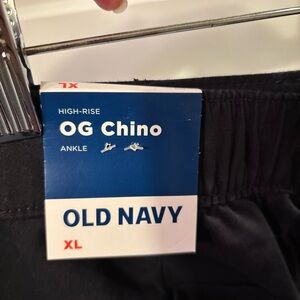 XL
HIGH-RISE
OG Chino
ANKLE
OLD NAVY
XL